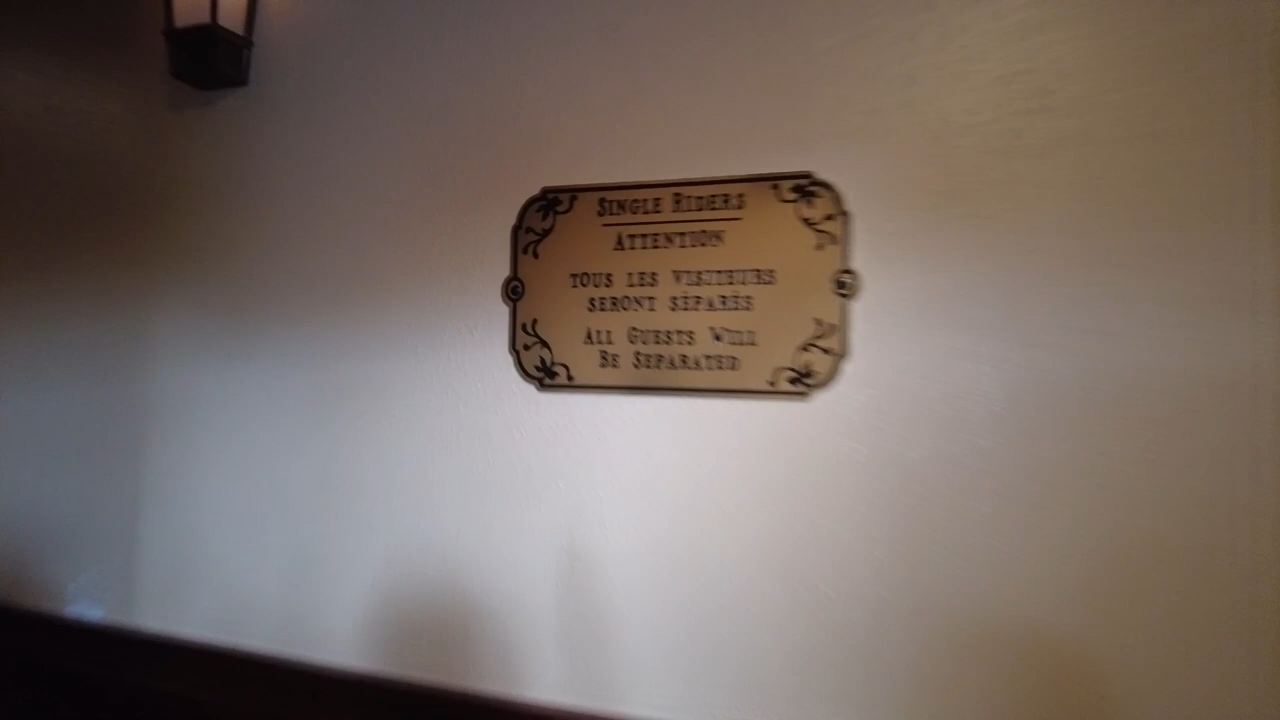 SINGLE RIDERS
ATTENTION
TOUS LES VISITEURS
SERONT SÉPARÉS
ALL GUESTS WILL
BE SEPARATED